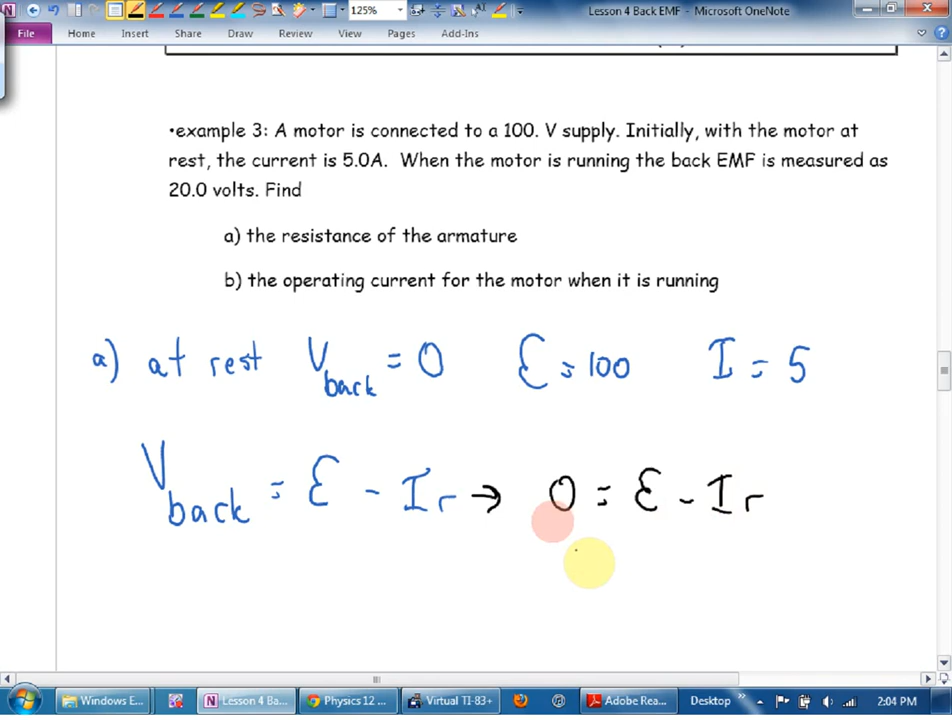 125%
Lesson 4 Back EMF - Microsoft OneNote
File Home Insert Share Draw Review View Pages Add-Ins
•example 3: A motor is connected to a 100. V supply. Initially, with the motor at
rest, the current is 5.0A. When the motor is running the back EMF is measured as
20.0 volts. Find
a) the resistance of the armature
b) the operating current for the motor when it is running
a) at rest V_back = 0 ℰ = 100 I = 5
V_back = ℰ - Ir → 0 = ℰ - Ir
Windows E... Lesson 4 Ba... Physics 12 ... Virtual TI-83+ Adobe Rea... Desktop » 2:04 PM